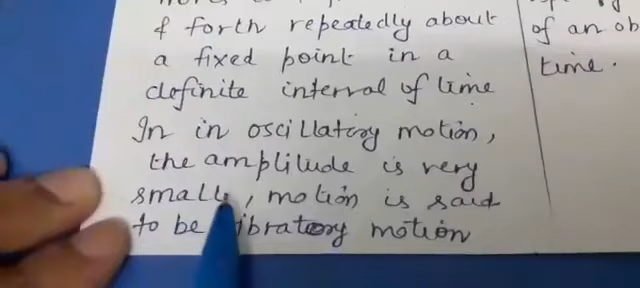 & forth repeatedly about
a fixed point in a
definite interval of time
In in oscillatory motion,
the amplitude is very
small, motion is said
to be vibratory motion
of an ob
time.